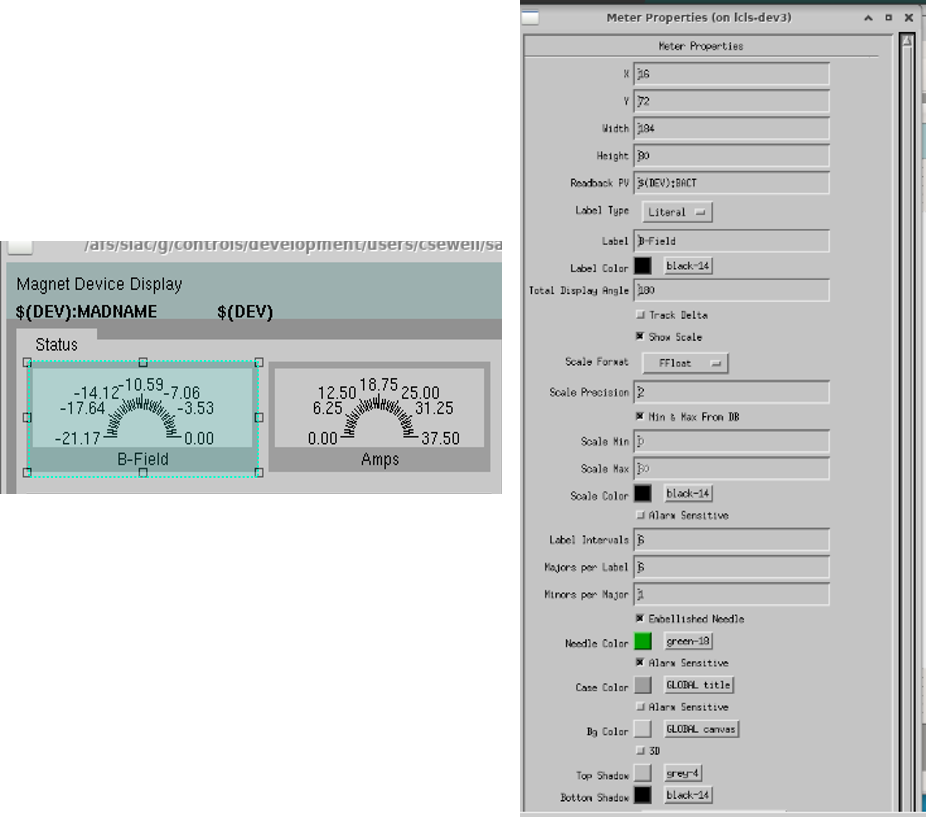 /afs/slac/g/controls/development/users/csewell/sa
Magnet Device Display
$(DEV):MADNAME $(DEV)
Status
-21.17 -17.64 -14.12 -10.59 -7.06 -3.53 0.00
B-Field
0.00 6.25 12.50 18.75 25.00 31.25 37.50
Amps
Meter Properties (on lcls-dev3)
Meter Properties
X 16
Y 72
Width 184
Height 80
Readback PV $(DEV):BACT
Label Type Literal
Label B-Field
Label Color black-14
Total Display Angle 180
Track Delta
Show Scale
Scale Format FFloat
Scale Precision 2
Min & Max From DB
Scale Min 0
Scale Max 80
Scale Color black-14
Alarm Sensitive
Label Intervals 6
Majors per Label 6
Minors per Major 1
Embellished Needle
Needle Color green-18
Alarm Sensitive
Case Color GLOBAL title
Alarm Sensitive
Bg Color GLOBAL canvas
3D
Top Shadow grey-4
Bottom Shadow black-14